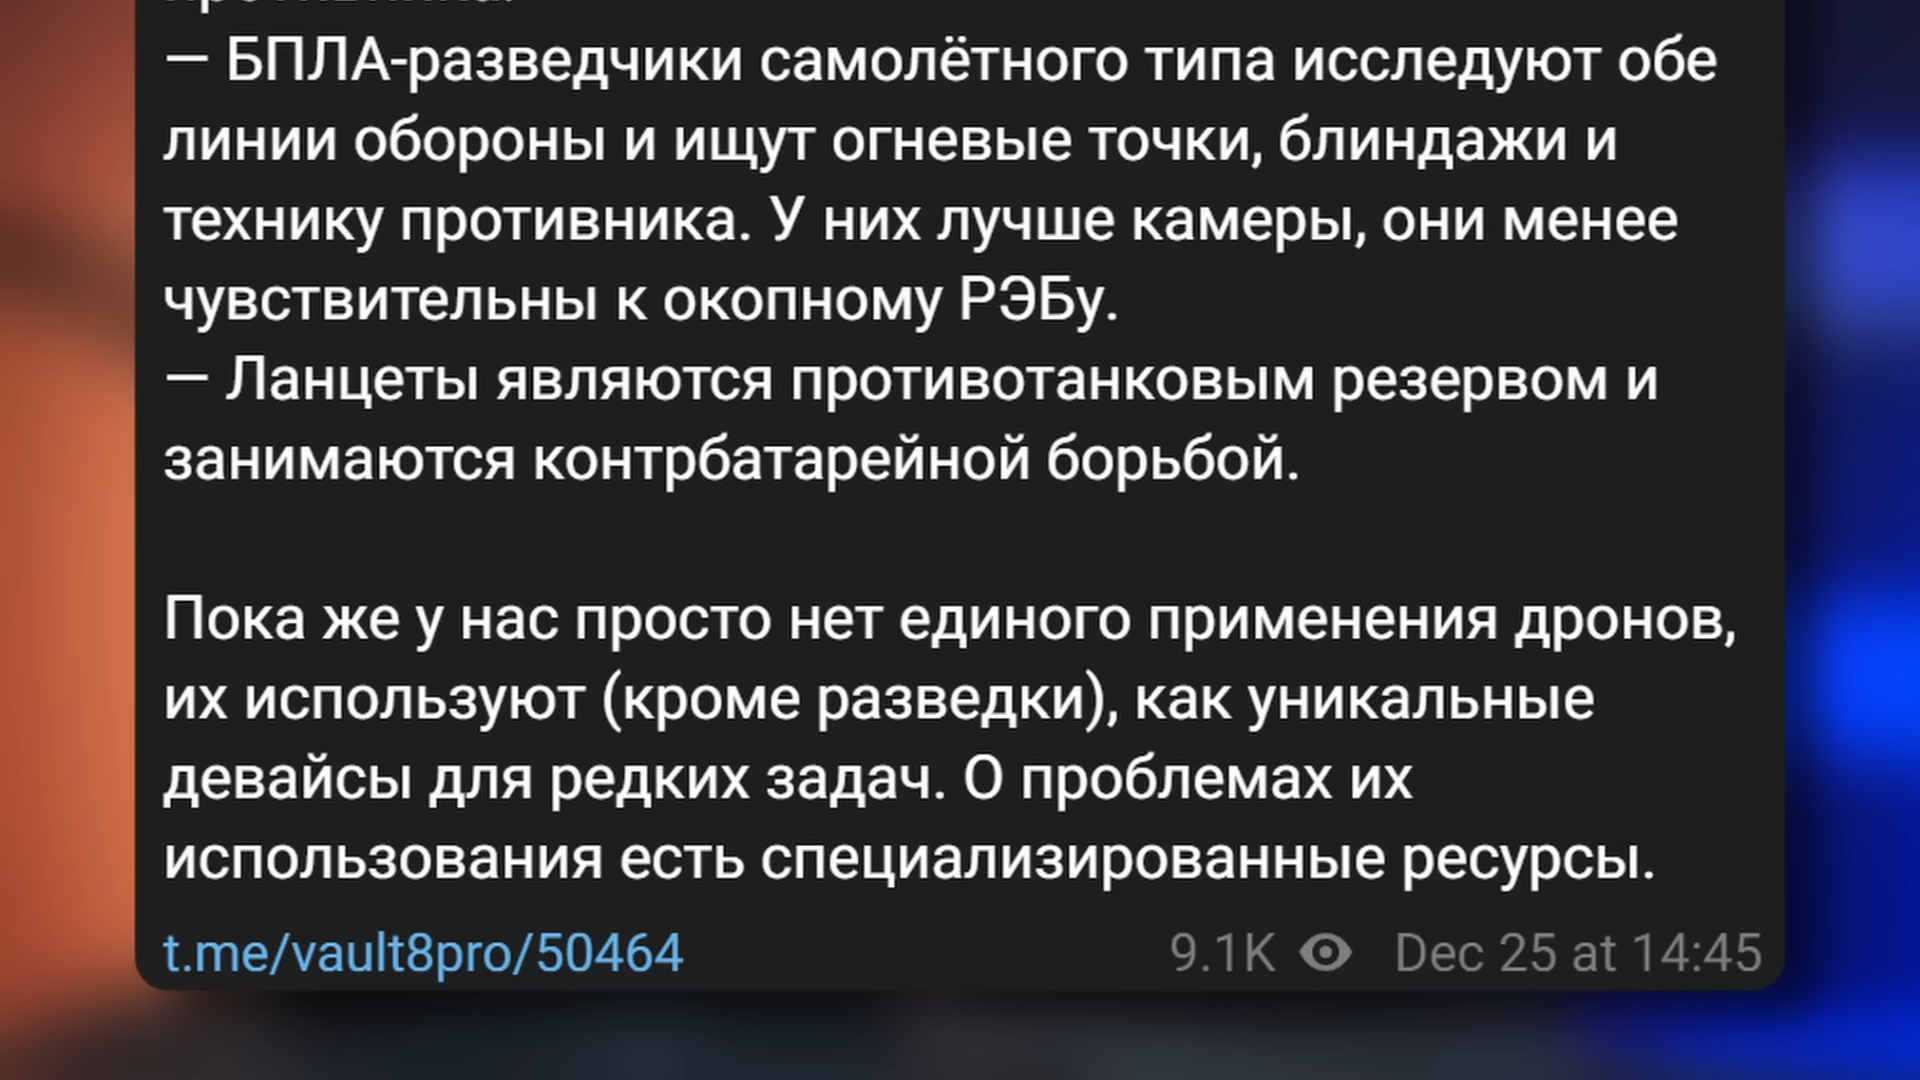 — БПЛА-разведчики самолётного типа исследуют обе
линии обороны и ищут огневые точки, блиндажи и
технику противника. У них лучше камеры, они менее
чувствительны к окопному РЭБу.
— Ланцеты являются противотанковым резервом и
занимаются контрбатарейной борьбой.
Пока же у нас просто нет единого применения дронов,
их используют (кроме разведки), как уникальные
девайсы для редких задач. О проблемах их
использования есть специализированные ресурсы.
t.me/vault8pro/50464 9.1K Dec 25 at 14:45